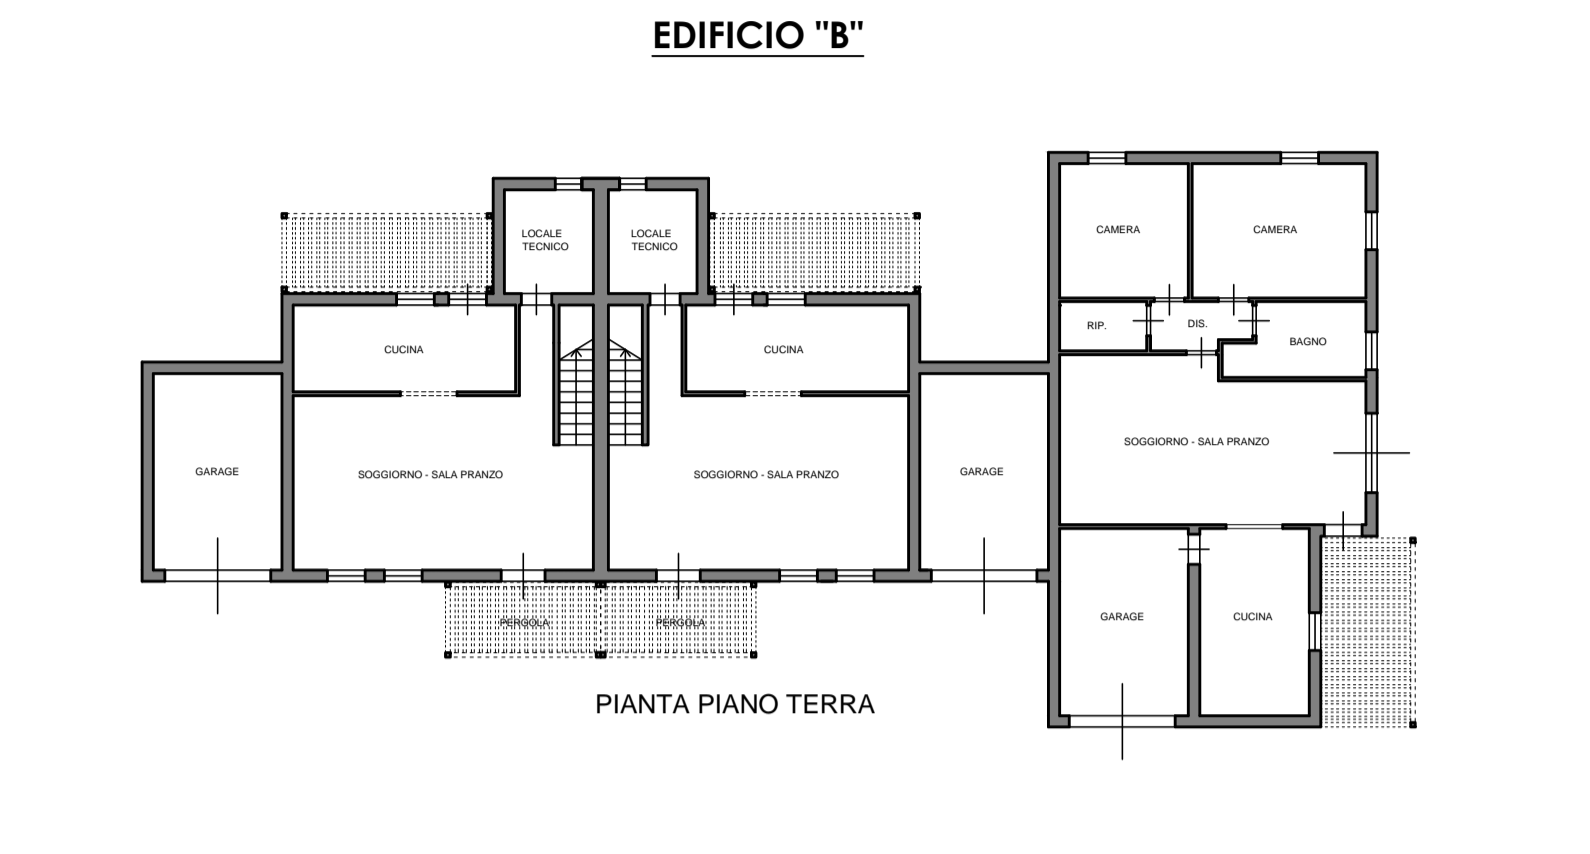 EDIFICIO "B"
LOCALE
TECNICO
LOCALE
TECNICO
CAMERA
CAMERA
RIP.
DIS.
BAGNO
CUCINA
CUCINA
GARAGE
SOGGIORNO - SALA PRANZO
SOGGIORNO - SALA PRANZO
GARAGE
SOGGIORNO - SALA PRANZO
PERGOLA
PERGOLA
GARAGE
CUCINA
PIANTA PIANO TERRA